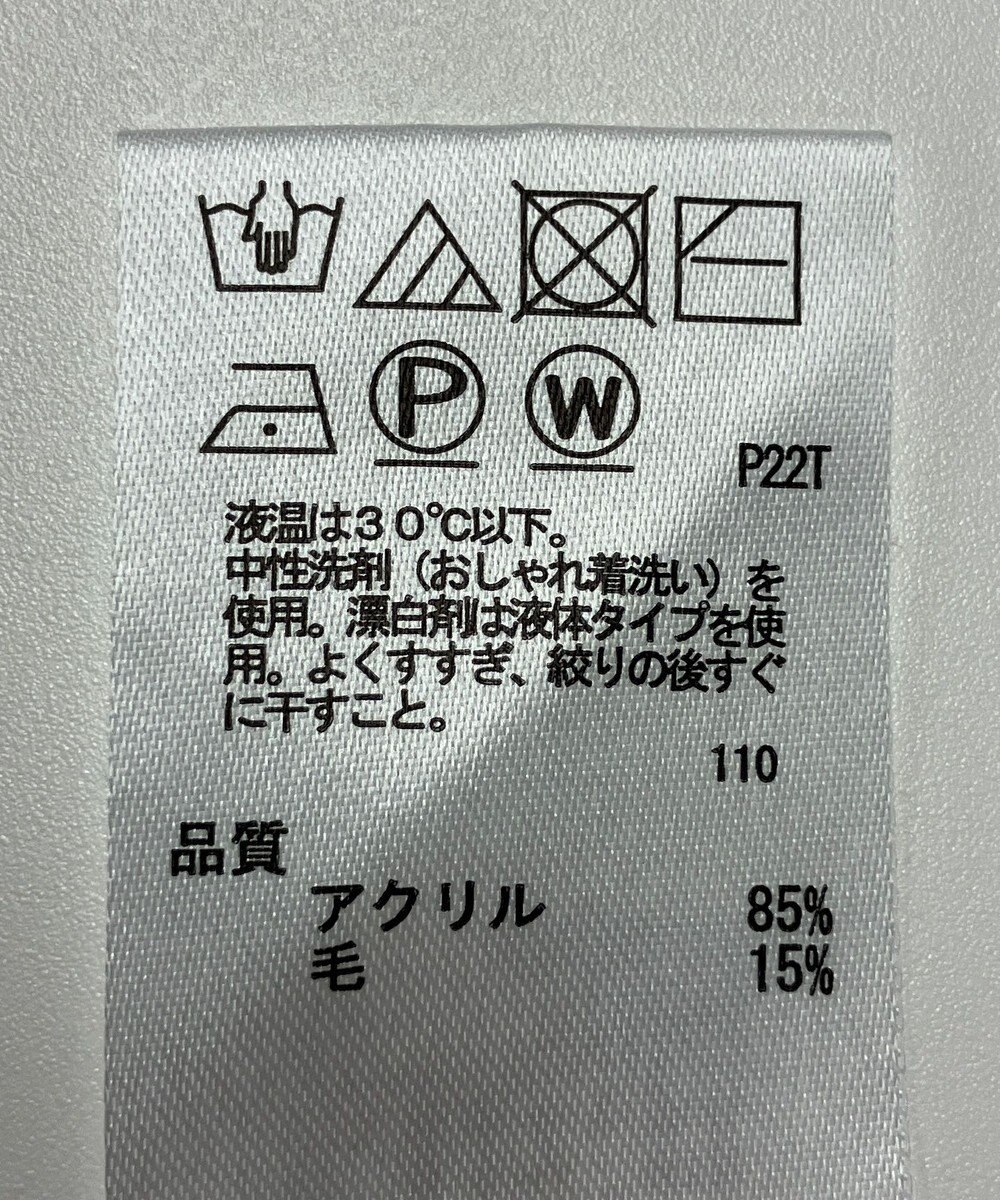 P
W
P22T
液温は30℃以下。
中性洗剤（おしゃれ着洗い）を
使用。漂白剤は液体タイプを使
用。よくすすぎ、絞りの後すぐ
に干すこと。
110
品質
アクリル 85%
毛 15%